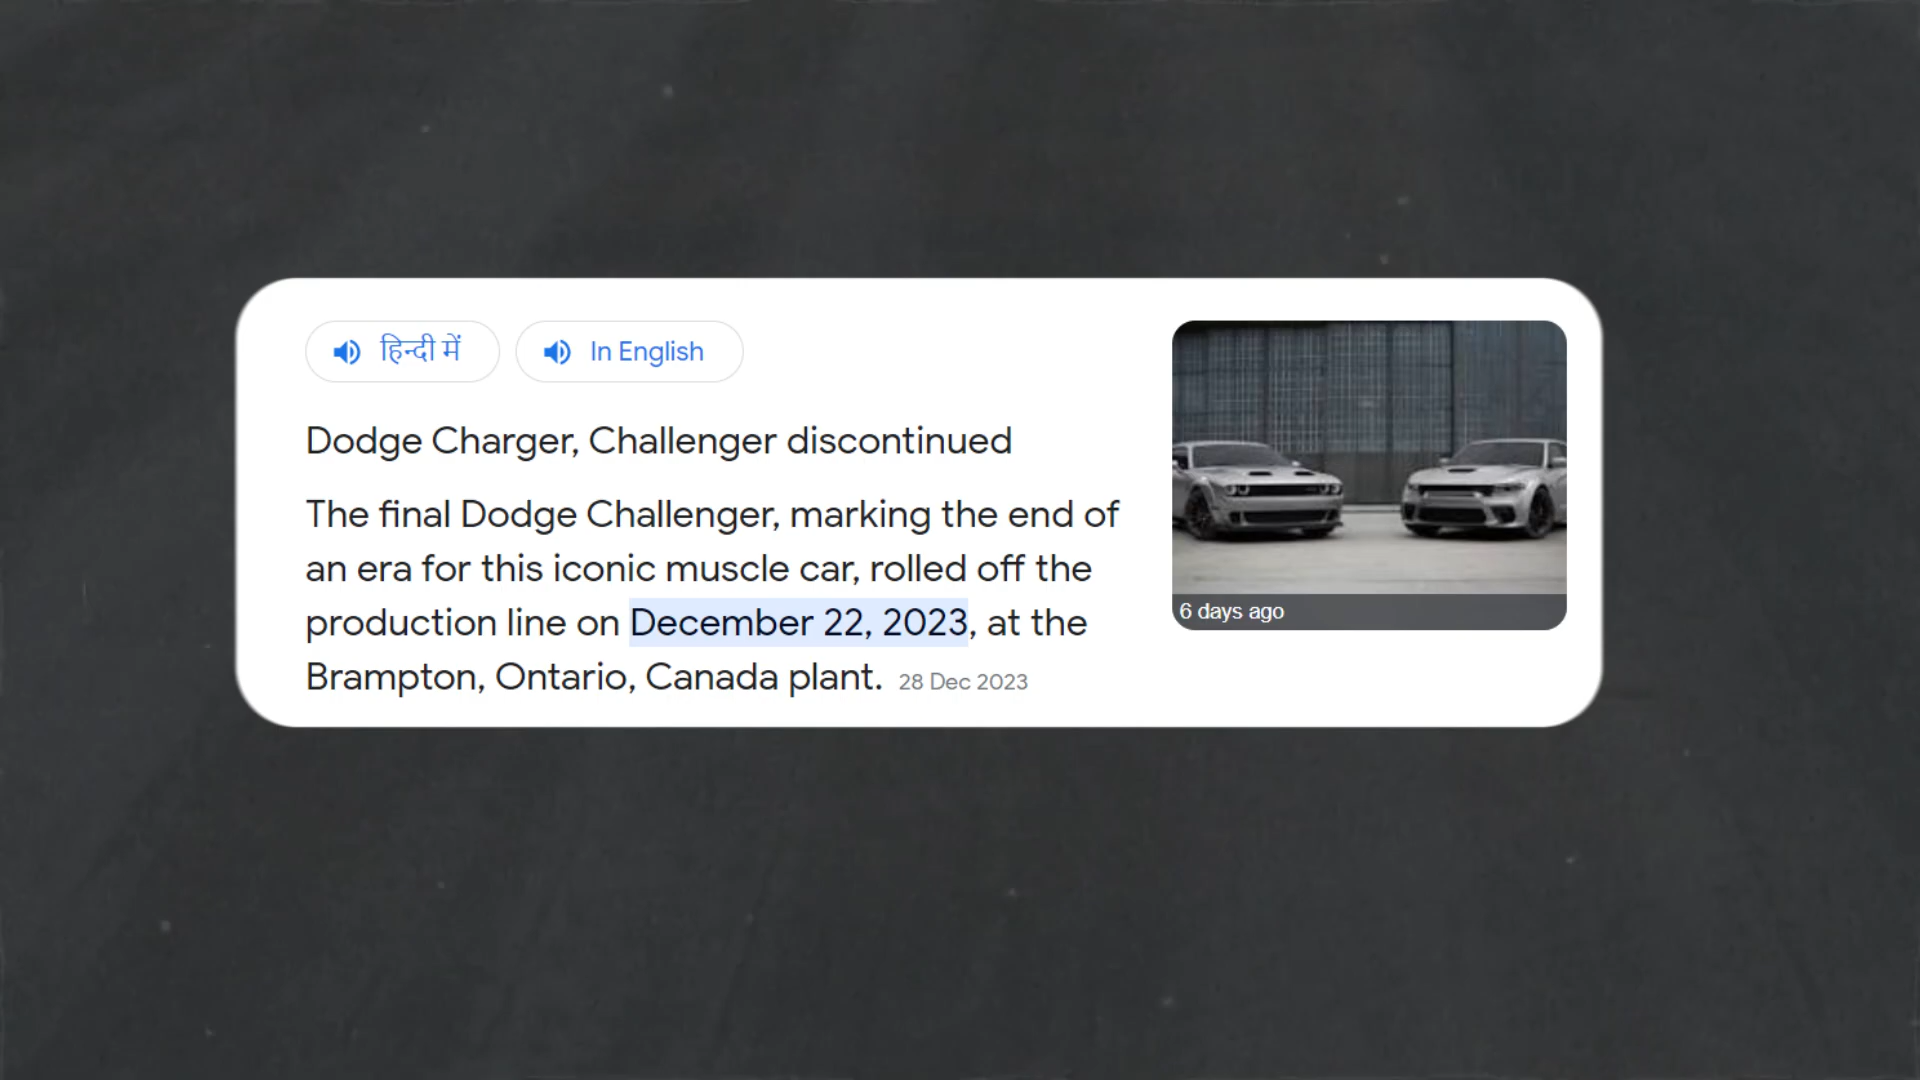 हिन्दी में
In English
Dodge Charger, Challenger discontinued
The final Dodge Challenger, marking the end of
an era for this iconic muscle car, rolled off the
production line on December 22, 2023, at the
Brampton, Ontario, Canada plant. 28 Dec 2023
6 days ago